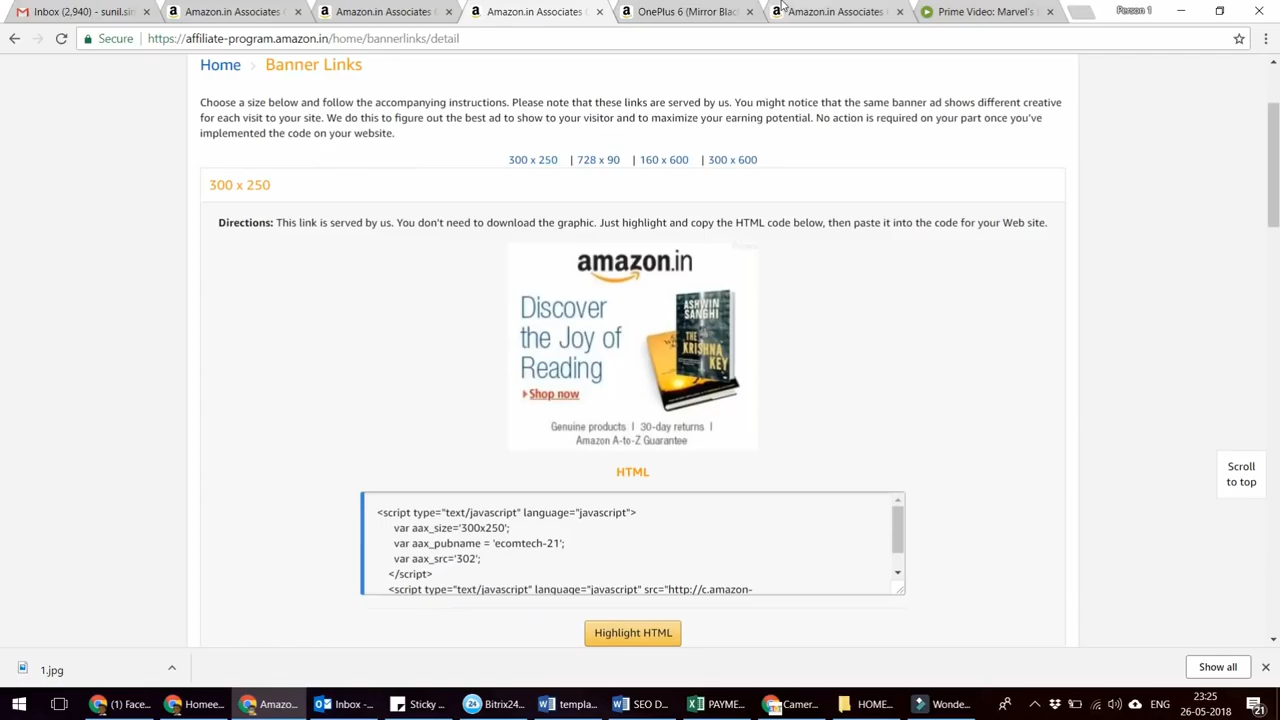 Inbox (2,940) - sunil.sin
Amazon.in Associates C
Amazon.in Associates C
Amazon.in Associates C
OnePlus 6 (Mirror Blac
Amazon.in Associates C
Prime Video: Marvel's I
Person 1
Secure
https://affiliate-program.amazon.in/home/bannerlinks/detail
Home > Banner Links
Choose a size below and follow the accompanying instructions. Please note that these links are served by us. You might notice that the same banner ad shows different creative
for each visit to your site. We do this to figure out the best ad to show to your visitor and to maximize your earning potential. No action is required on your part once you've
implemented the code on your website.
300 x 250 | 728 x 90 | 160 x 600 | 300 x 600
300 x 250
Directions: This link is served by us. You don't need to download the graphic. Just highlight and copy the HTML code below, then paste it into the code for your Web site.
amazon.in
Discover
the Joy of
Reading
Shop now
ASHWIN
SANGHI
THE
KRISHNA
KEY
Genuine products | 30-day returns |
Amazon A-to-Z Guarantee
HTML
<script type="text/javascript" language="javascript">
var aax_size='300x250';
var aax_pubname = 'ecomtech-21';
var aax_src='302';
</script>
<script type="text/javascript" language="javascript" src="http://c.amazon-
Highlight HTML
Scroll
to top
1.jpg
Show all
(1) Face...
Homee...
Amazo...
Inbox -...
Sticky ...
Bitrix24...
templa...
SEO D...
PAYME...
Camer...
HOME...
Wonde...
ENG
23:25
26-05-2018
21